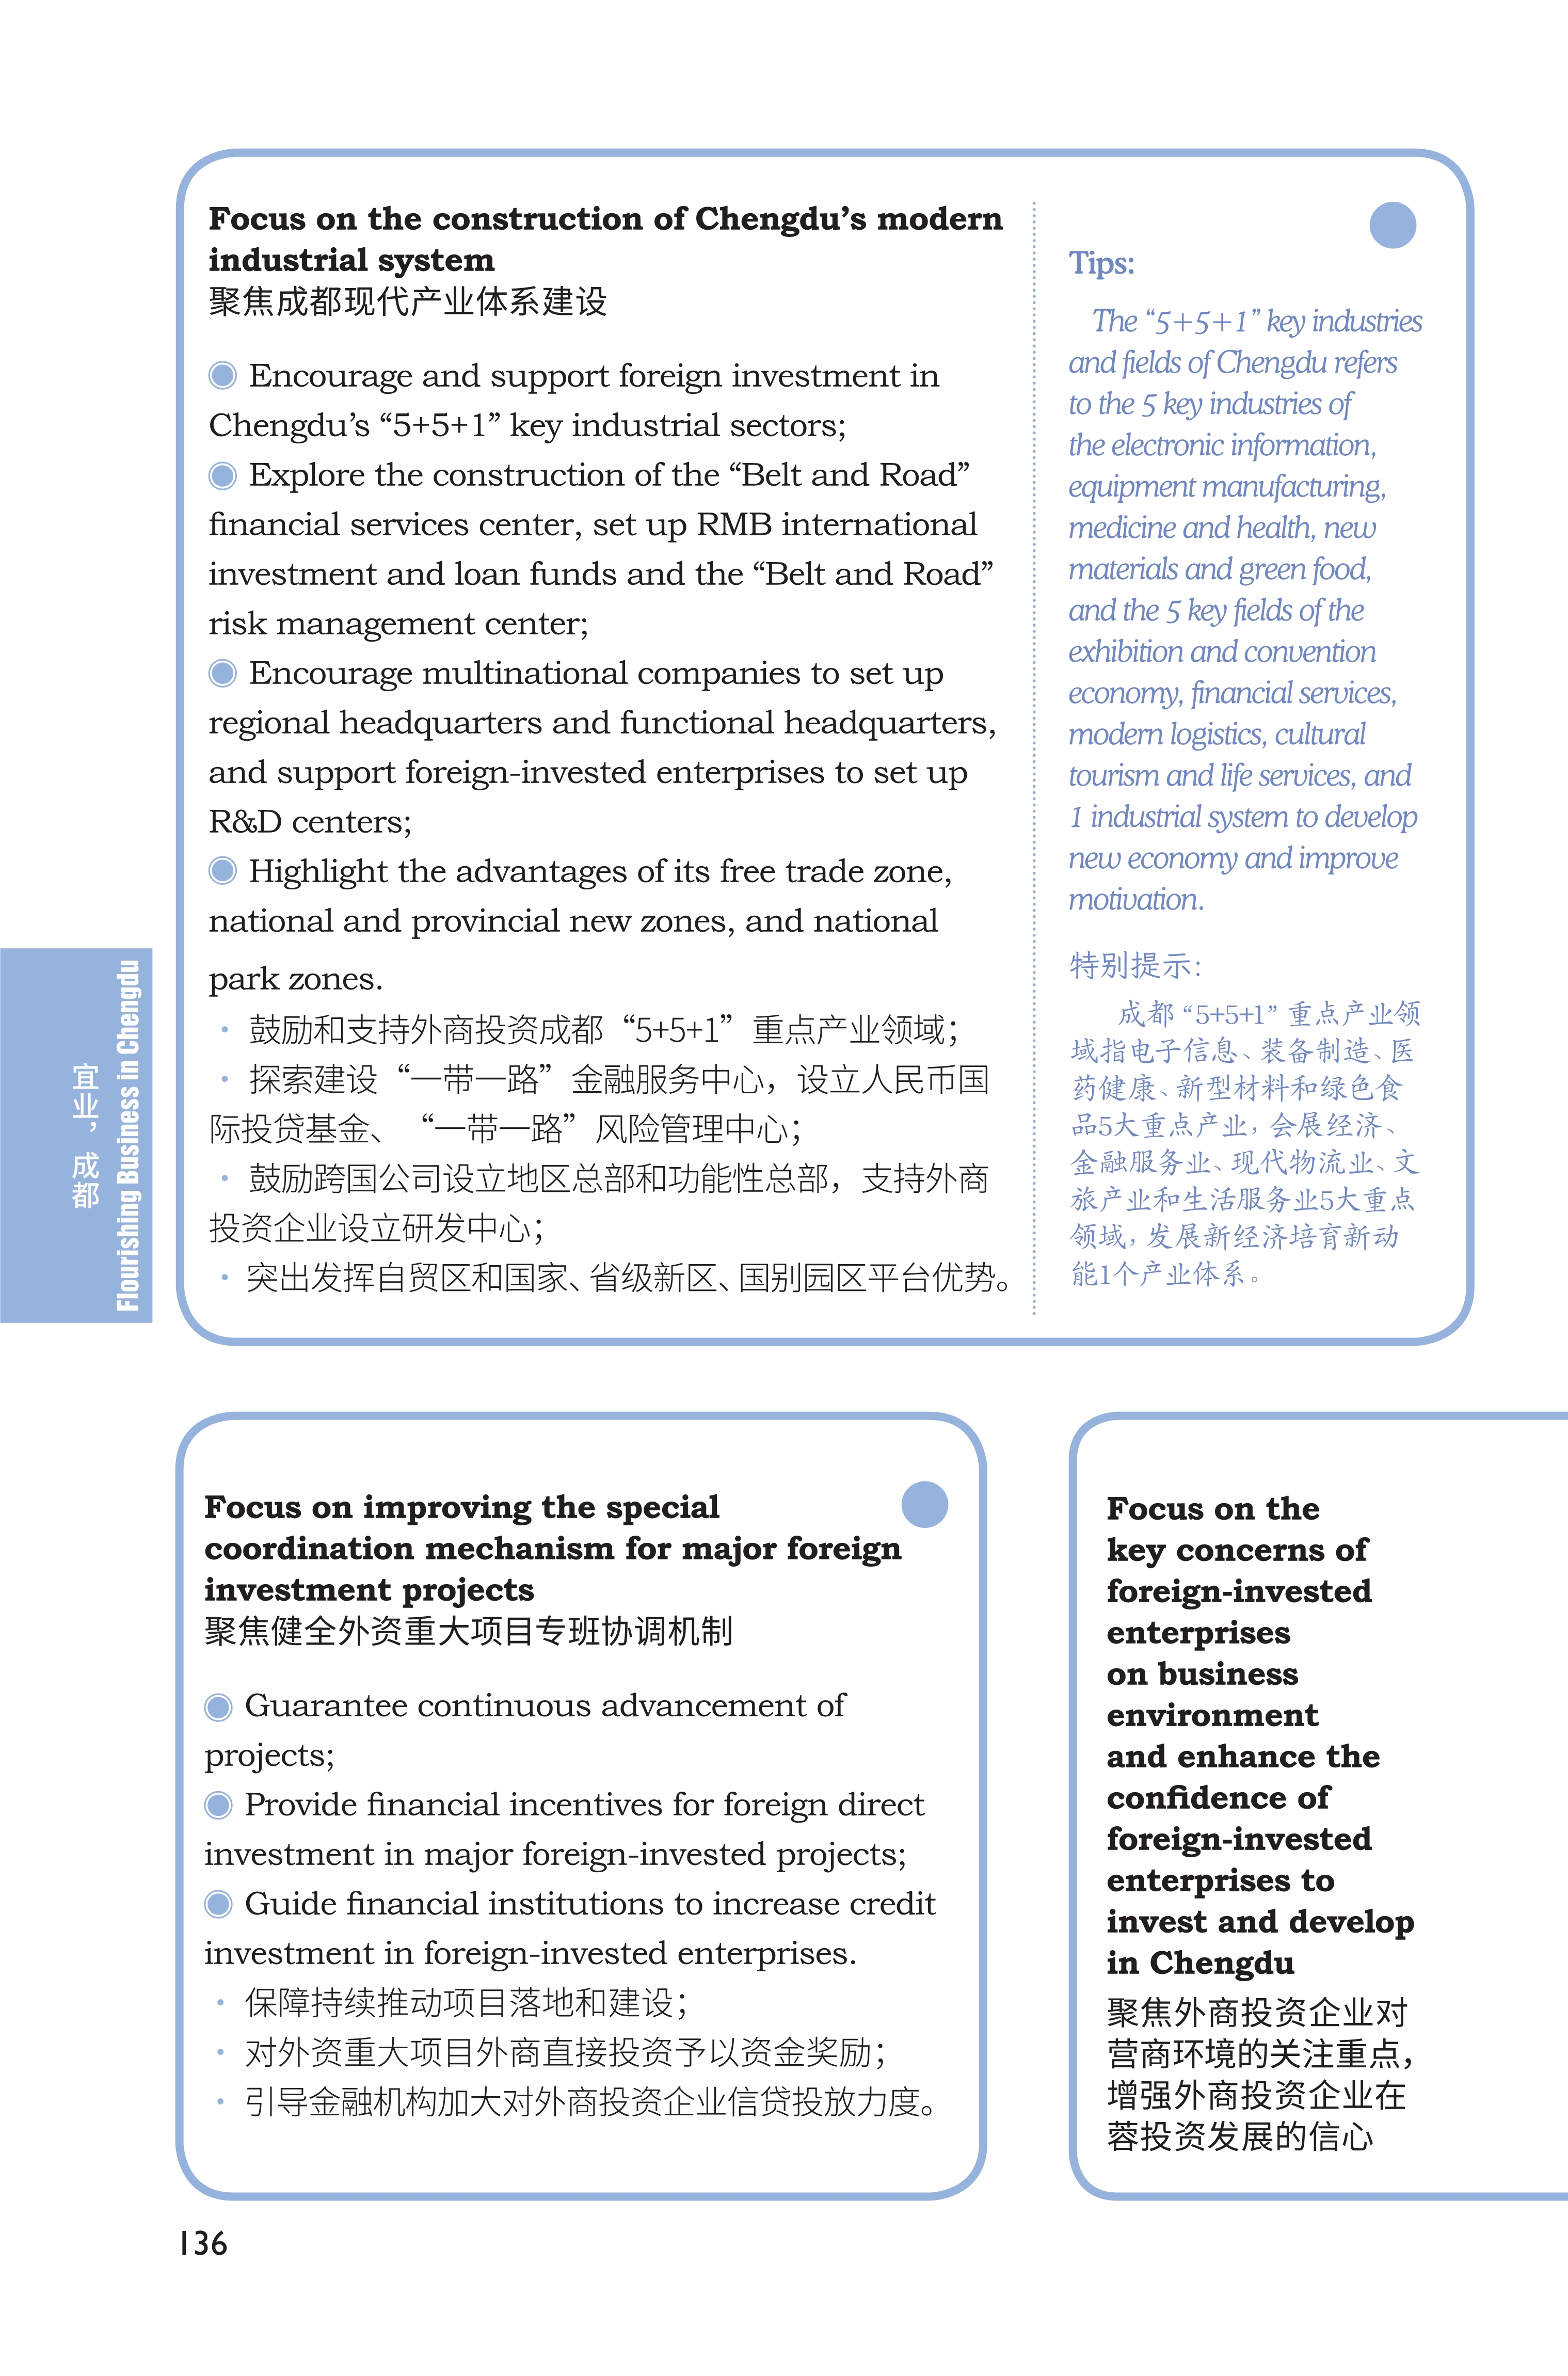 Focus on the construction of Chengdu’s modern
industrial system
聚焦成都现代产业体系建设
Encourage and support foreign investment in
Chengdu’s “5+5+1” key industrial sectors;
Explore the construction of the “Belt and Road”
financial services center, set up RMB international
investment and loan funds and the “Belt and Road”
risk management center;
Encourage multinational companies to set up
regional headquarters and functional headquarters,
and support foreign-invested enterprises to set up
R&D centers;
Highlight the advantages of its free trade zone,
national and provincial new zones, and national
park zones.
· 鼓励和支持外商投资成都“5+5+1”重点产业领域；
· 探索建设“一带一路”金融服务中心，设立人民币国
际投贷基金、“一带一路”风险管理中心；
· 鼓励跨国公司设立地区总部和功能性总部，支持外商
投资企业设立研发中心；
· 突出发挥自贸区和国家、省级新区、国别园区平台优势。
Tips:
The “5+5+1” key industries
and fields of Chengdu refers
to the 5 key industries of
the electronic information,
equipment manufacturing,
medicine and health, new
materials and green food,
and the 5 key fields of the
exhibition and convention
economy, financial services,
modern logistics, cultural
tourism and life services, and
1 industrial system to develop
new economy and improve
motivation.
特别提示：
成都“5+5+1”重点产业领
域指电子信息、装备制造、医
药健康、新型材料和绿色食
品5大重点产业，会展经济、
金融服务业、现代物流业、文
旅产业和生活服务业5大重点
领域，发展新经济培育新动
能1个产业体系。
宜业，成都
Flourishing Business in Chengdu
Focus on improving the special
coordination mechanism for major foreign
investment projects
聚焦健全外资重大项目专班协调机制
Guarantee continuous advancement of
projects;
Provide financial incentives for foreign direct
investment in major foreign-invested projects;
Guide financial institutions to increase credit
investment in foreign-invested enterprises.
· 保障持续推动项目落地和建设；
· 对外资重大项目外商直接投资予以资金奖励；
· 引导金融机构加大对外商投资企业信贷投放力度。
Focus on the
key concerns of
foreign-invested
enterprises
on business
environment
and enhance the
confidence of
foreign-invested
enterprises to
invest and develop
in Chengdu
聚焦外商投资企业对
营商环境的关注重点，
增强外商投资企业在
蓉投资发展的信心
136